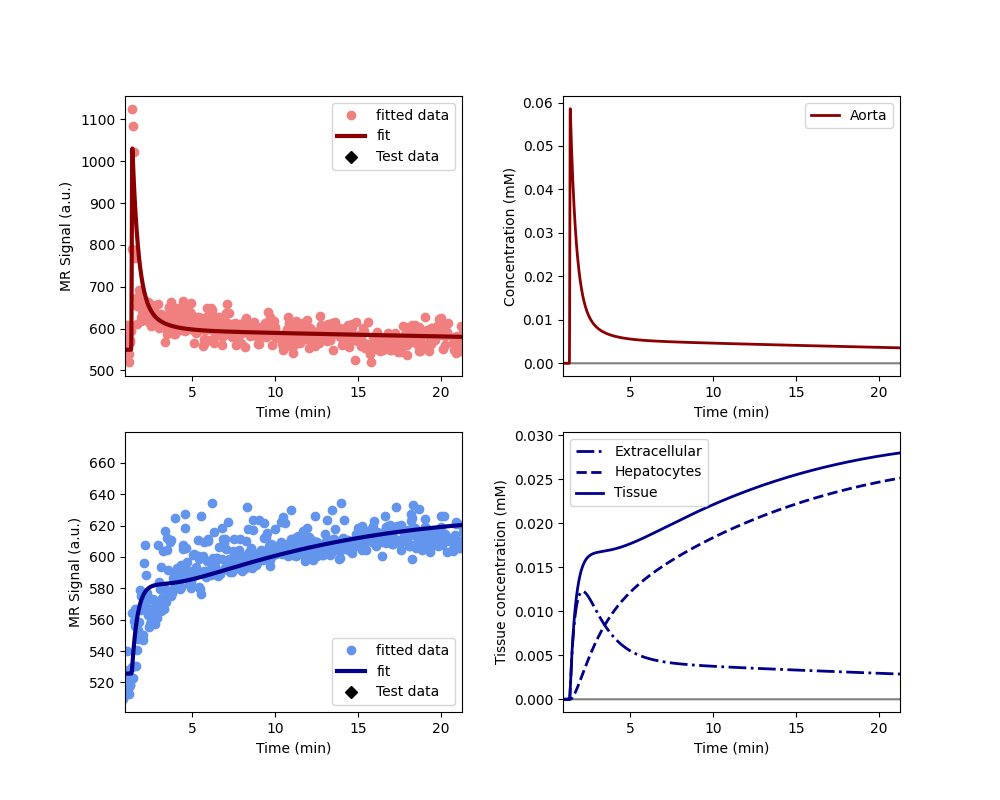 MR Signal (a.u.)
1100
1000
900
800
700
600
500
fitted data
fit
Test data
5 10 15 20
Time (min)
Concentration (mM)
0.06
0.05
0.04
0.03
0.02
0.01
0.00
Aorta
5 10 15 20
Time (min)
MR Signal (a.u.)
660
640
620
600
580
560
540
520
fitted data
fit
Test data
5 10 15 20
Time (min)
Tissue concentration (mM)
0.030
0.025
0.020
0.015
0.010
0.005
0.000
Extracellular
Hepatocytes
Tissue
5 10 15 20
Time (min)